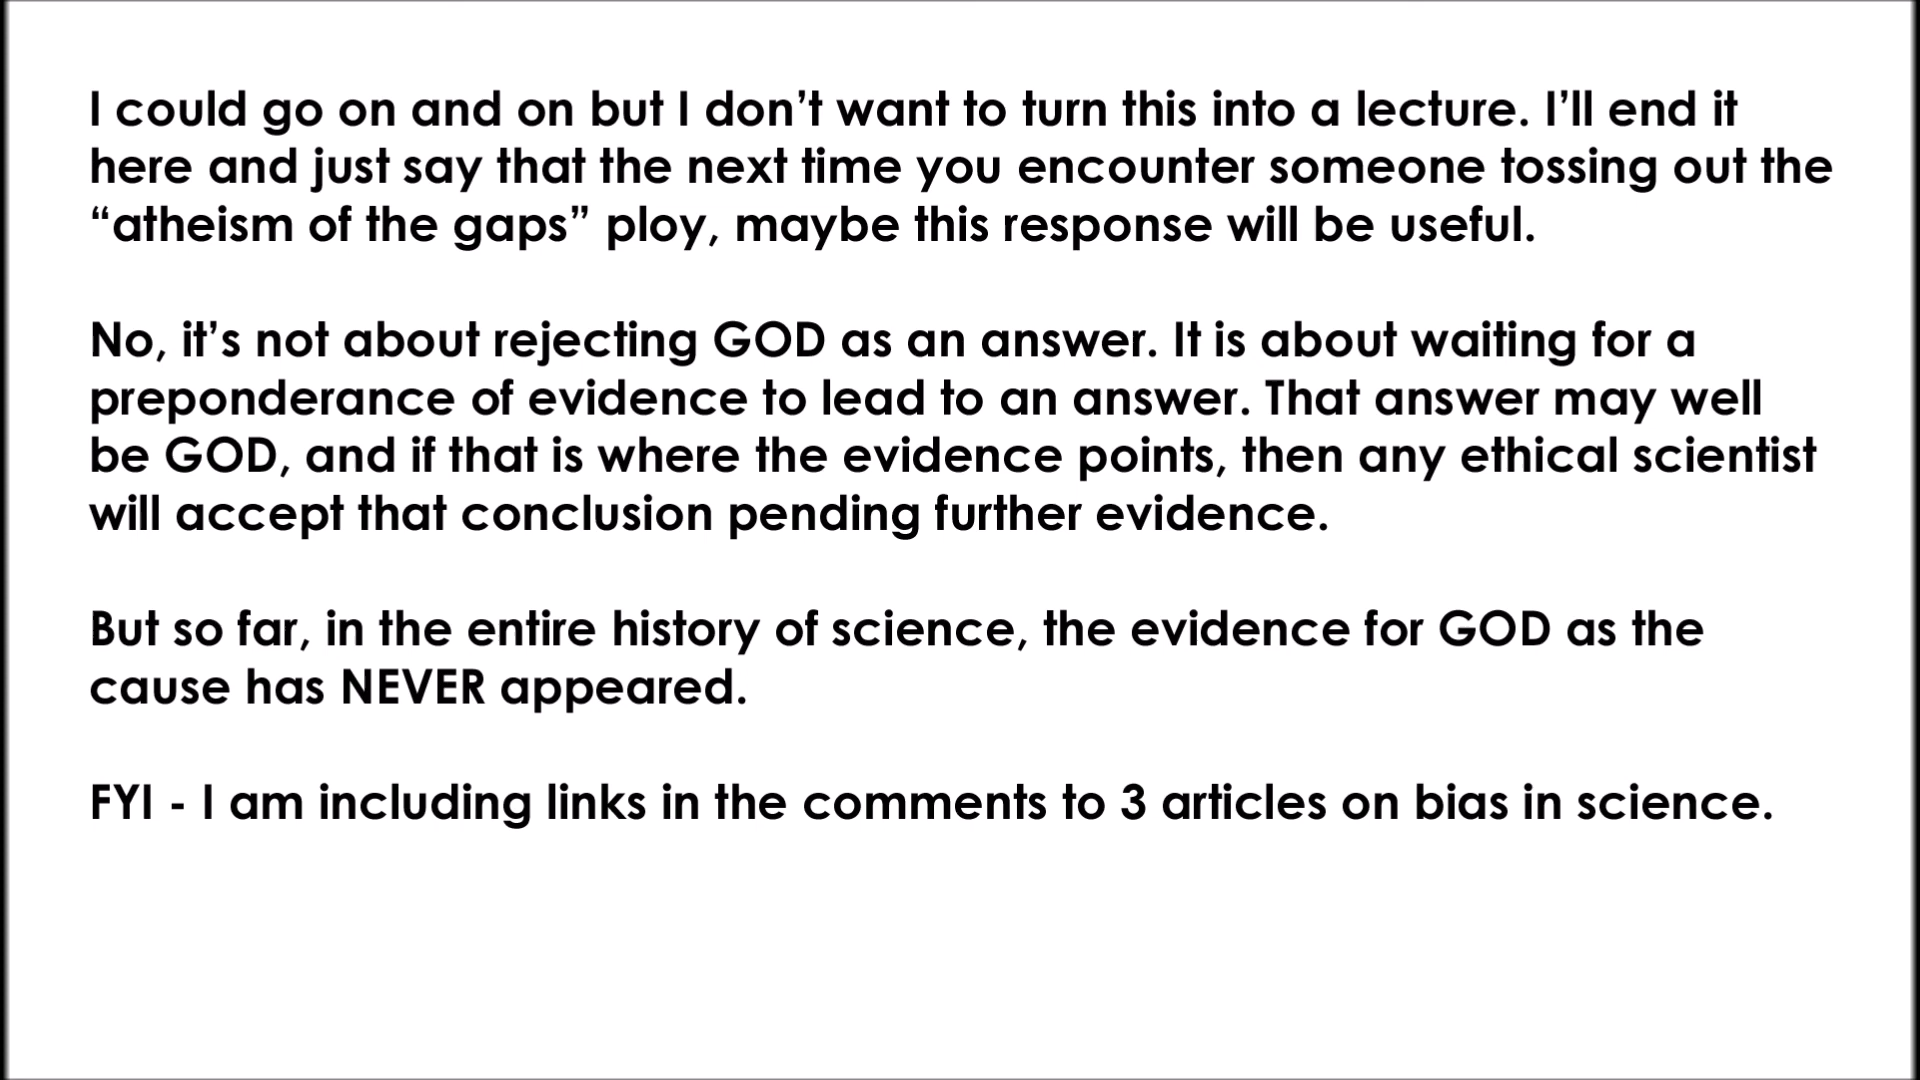 I could go on and on but I don’t want to turn this into a lecture. I’ll end it
here and just say that the next time you encounter someone tossing out the
“atheism of the gaps” ploy, maybe this response will be useful.
No, it’s not about rejecting GOD as an answer. It is about waiting for a
preponderance of evidence to lead to an answer. That answer may well
be GOD, and if that is where the evidence points, then any ethical scientist
will accept that conclusion pending further evidence.
But so far, in the entire history of science, the evidence for GOD as the
cause has NEVER appeared.
FYI - I am including links in the comments to 3 articles on bias in science.